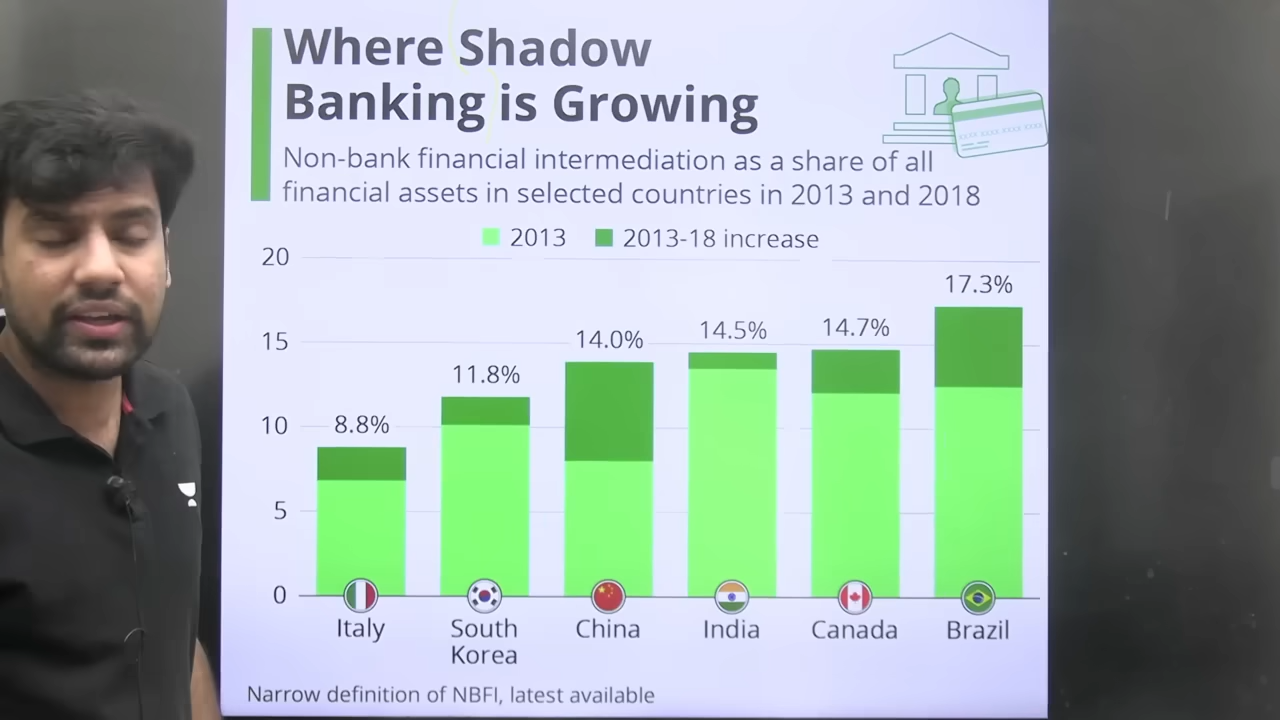 Where Shadow
Banking is Growing
Non-bank financial intermediation as a share of all
financial assets in selected countries in 2013 and 2018
2013
2013-18 increase
20
15
10
5
0
8.8%
11.8%
14.0%
14.5%
14.7%
17.3%
Italy
South
Korea
China
India
Canada
Brazil
Narrow definition of NBFI, latest available